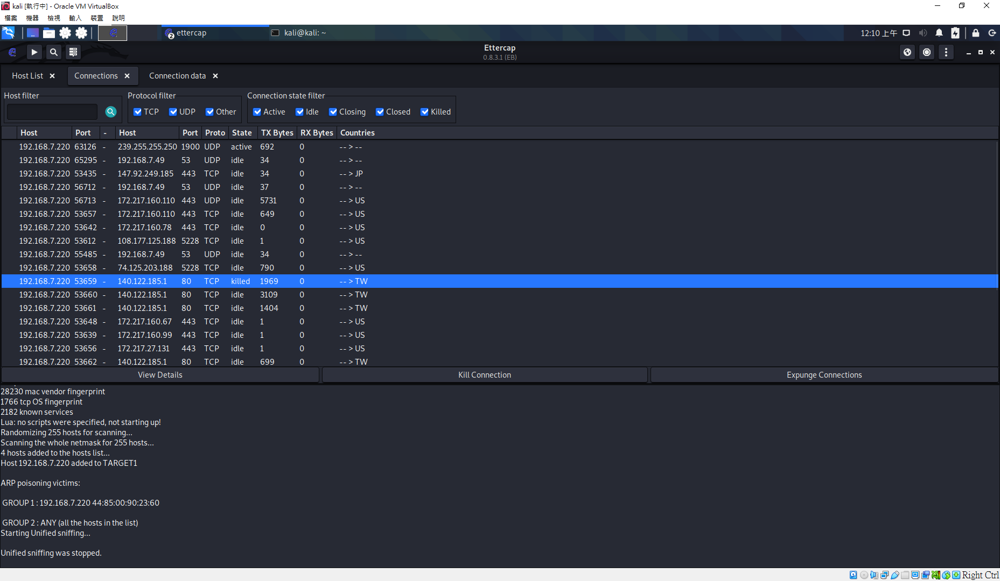 kali [執行中] - Oracle VM VirtualBox
檔案 機器 檢視 輸入 裝置 說明
2 ettercap kali@kali: ~ 12:10 上午
Ettercap
0.8.3.1 (EB)
Host List Connections Connection data
Host filter Protocol filter Connection state filter
TCP UDP Other Active Idle Closing Closed Killed
Host Port - Host Port Proto State TX Bytes RX Bytes Countries
192.168.7.220 63126 - 239.255.255.250 1900 UDP active 692 0 -- > --
192.168.7.220 65295 - 192.168.7.49 53 UDP idle 34 0 -- > --
192.168.7.220 53435 - 147.92.249.185 443 TCP idle 34 0 -- > JP
192.168.7.220 56712 - 192.168.7.49 53 UDP idle 37 0 -- > --
192.168.7.220 56713 - 172.217.160.110 443 UDP idle 5731 0 -- > US
192.168.7.220 53657 - 172.217.160.110 443 TCP idle 649 0 -- > US
192.168.7.220 53642 - 172.217.160.78 443 TCP idle 0 0 -- > US
192.168.7.220 53612 - 108.177.125.188 5228 TCP idle 1 0 -- > US
192.168.7.220 55485 - 192.168.7.49 53 UDP idle 34 0 -- > --
192.168.7.220 53658 - 74.125.203.188 5228 TCP idle 790 0 -- > US
192.168.7.220 53659 - 140.122.185.1 80 TCP killed 1969 0 -- > TW
192.168.7.220 53660 - 140.122.185.1 80 TCP idle 3109 0 -- > TW
192.168.7.220 53661 - 140.122.185.1 80 TCP idle 1404 0 -- > TW
192.168.7.220 53648 - 172.217.160.67 443 TCP idle 1 0 -- > US
192.168.7.220 53639 - 172.217.160.99 443 TCP idle 1 0 -- > US
192.168.7.220 53656 - 172.217.27.131 443 TCP idle 1 0 -- > US
192.168.7.220 53662 - 140.122.185.1 80 TCP idle 699 0 -- > TW
View Details Kill Connection Expunge Connections
28230 mac vendor fingerprint
1766 tcp OS fingerprint
2182 known services
Lua: no scripts were specified, not starting up!
Randomizing 255 hosts for scanning...
Scanning the whole netmask for 255 hosts...
4 hosts added to the hosts list...
Host 192.168.7.220 added to TARGET1
ARP poisoning victims:
GROUP 1 : 192.168.7.220 44:85:00:90:23:60
GROUP 2 : ANY (all the hosts in the list)
Starting Unified sniffing...
Unified sniffing was stopped.
Right Ctrl